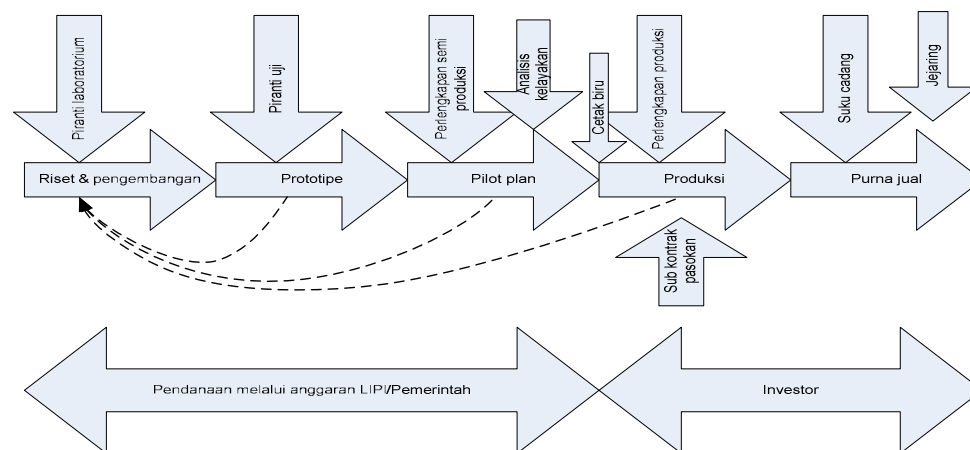 Piranti laboratorium
Piranti uji
Perlengkapan semi
produksi
Analisis
kelayakan
Cetak biru
Perlengkapan produksi
Suku cadang
Jejaring
Riset & pengembangan
Prototipe
Pilot plan
Produksi
Purna jual
Sub kontrak
pasokan
Pendanaan melalui anggaran LIPI/Pemerintah
Investor